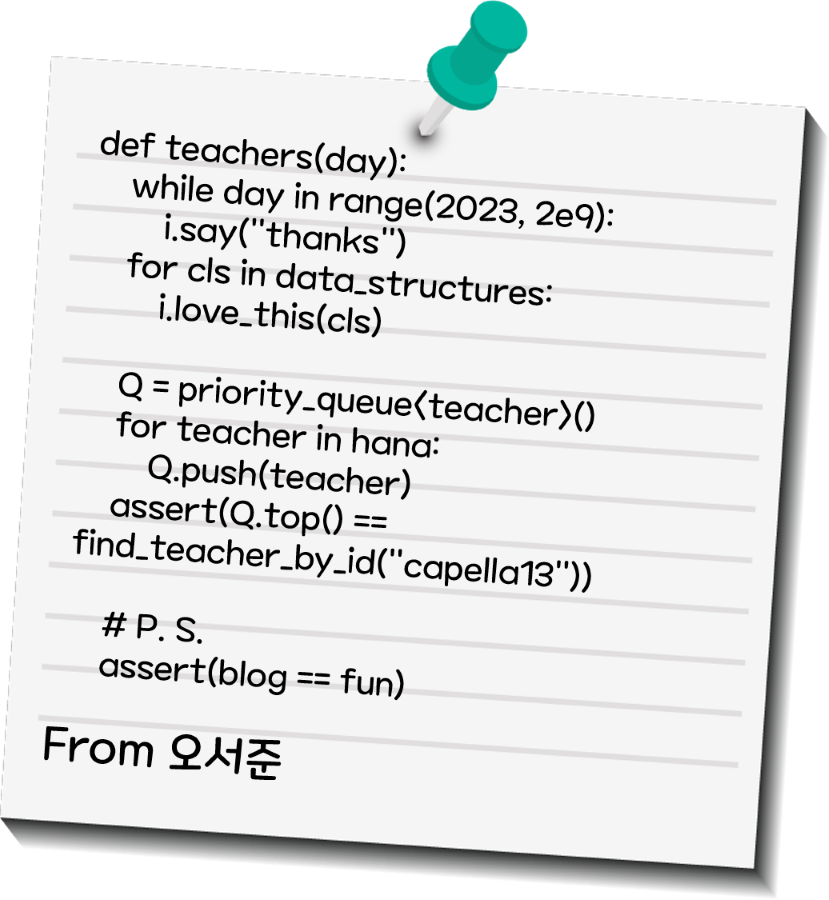 def teachers(day):
while day in range(2023, 2e9):
i.say("thanks")
for cls in data_structures:
i.love_this(cls)
Q = priority_queue<teacher>()
for teacher in hana:
Q.push(teacher)
assert(Q.top() ==
find_teacher_by_id("capella13"))
# P. S.
assert(blog == fun)
From 오서준